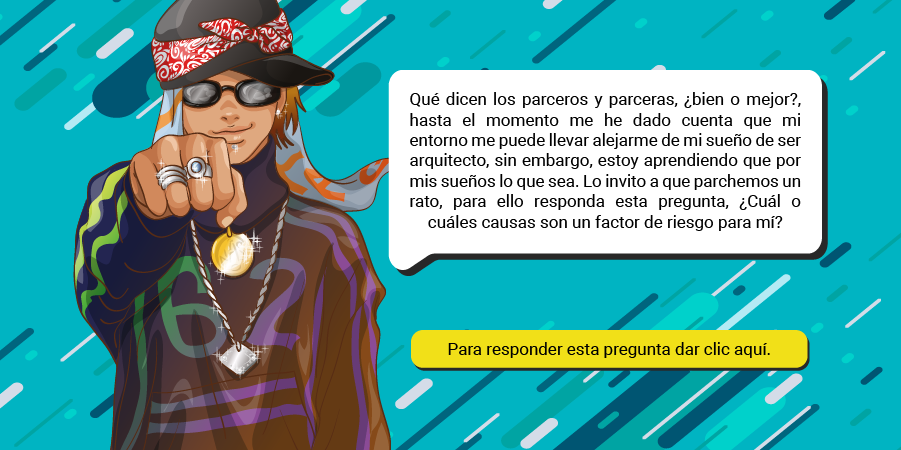 Qué dicen los parceros y parceras, ¿bien o mejor?,
hasta el momento me he dado cuenta que mi
entorno me puede llevar alejarme de mi sueño de ser
arquitecto, sin embargo, estoy aprendiendo que por
mis sueños lo que sea. Lo invito a que parchemos un
rato, para ello responda esta pregunta, ¿Cuál o
cuáles causas son un factor de riesgo para mí?
62
Para responder esta pregunta dar clic aquí.